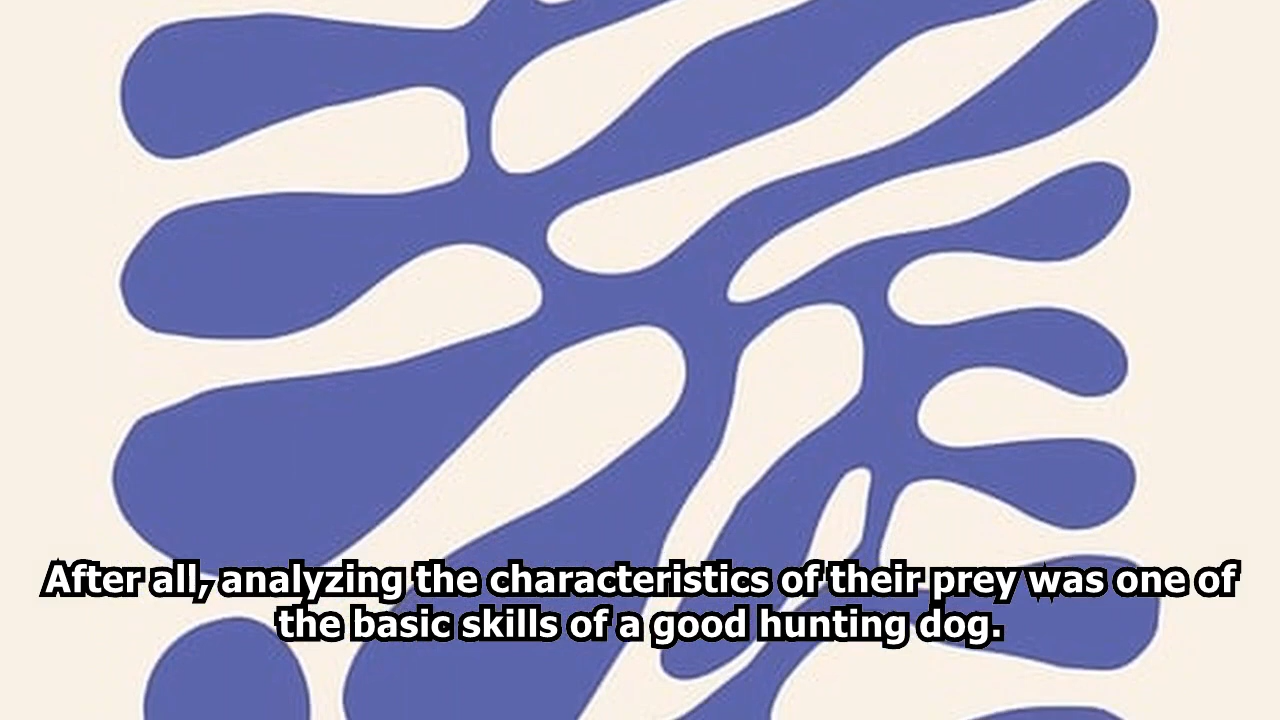 After all, analyzing the characteristics of their prey was one of
the basic skills of a good hunting dog.